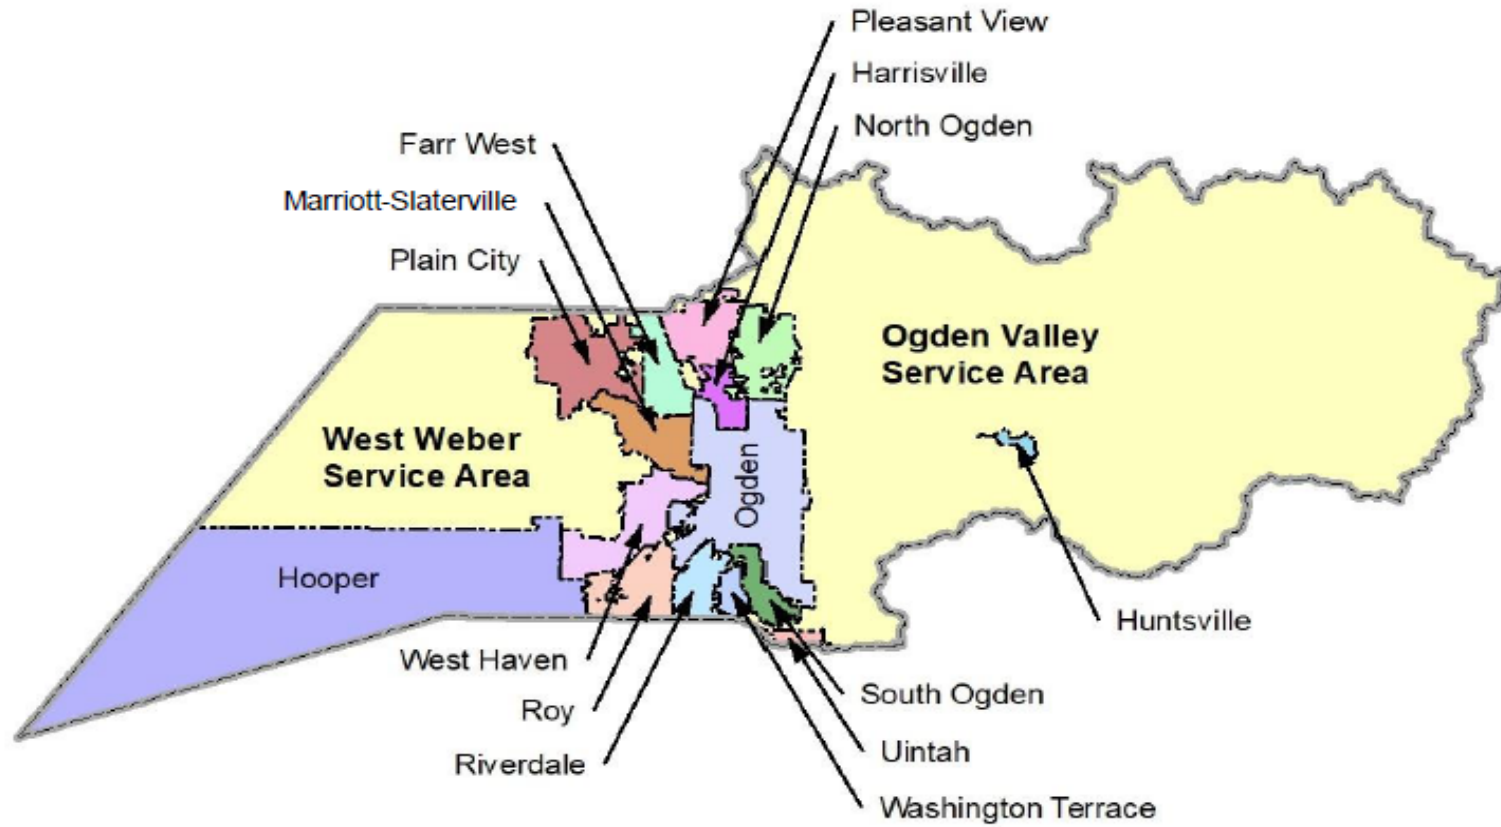 Pleasant View
Harrisville
North Ogden
Farr West
Marriott-Slaterville
Plain City
Ogden Valley
Service Area
West Weber
Service Area
Ogden
Hooper
Huntsville
West Haven
South Ogden
Roy
Uintah
Riverdale
Washington Terrace